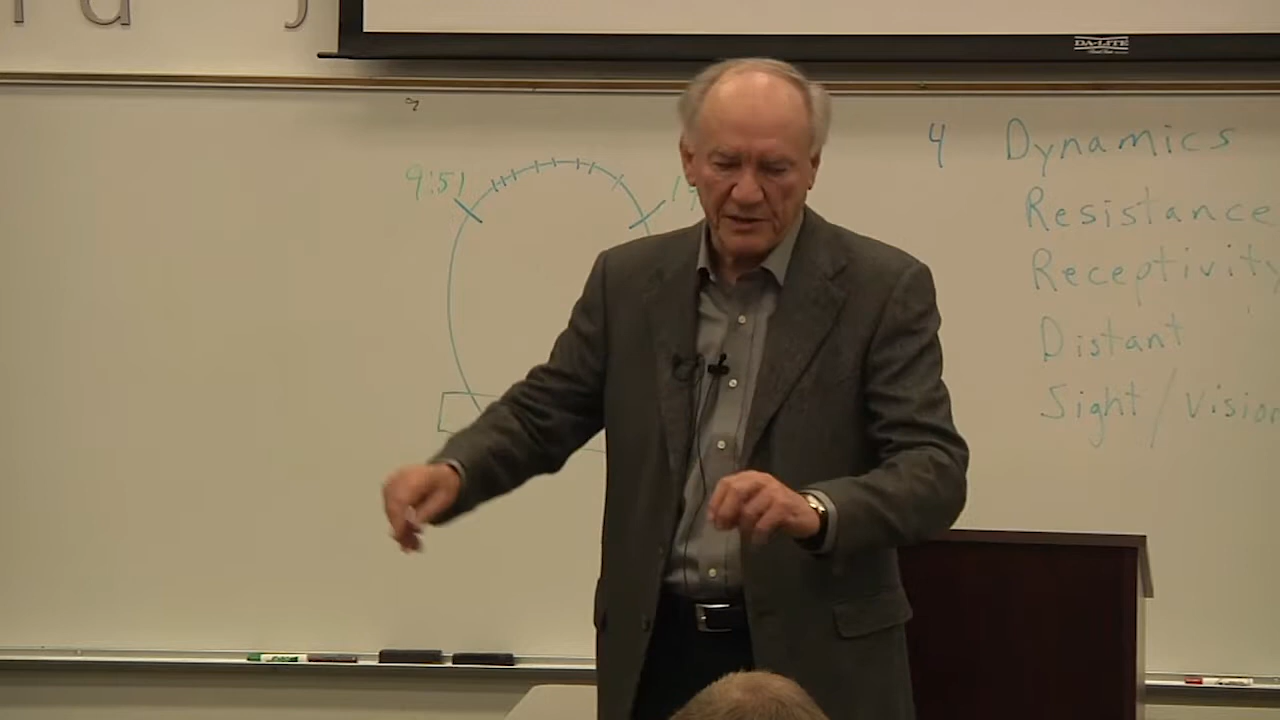 DA-LITE
9:51
4 Dynamics
Resistance
Receptivity
Distant
Sight / Vision